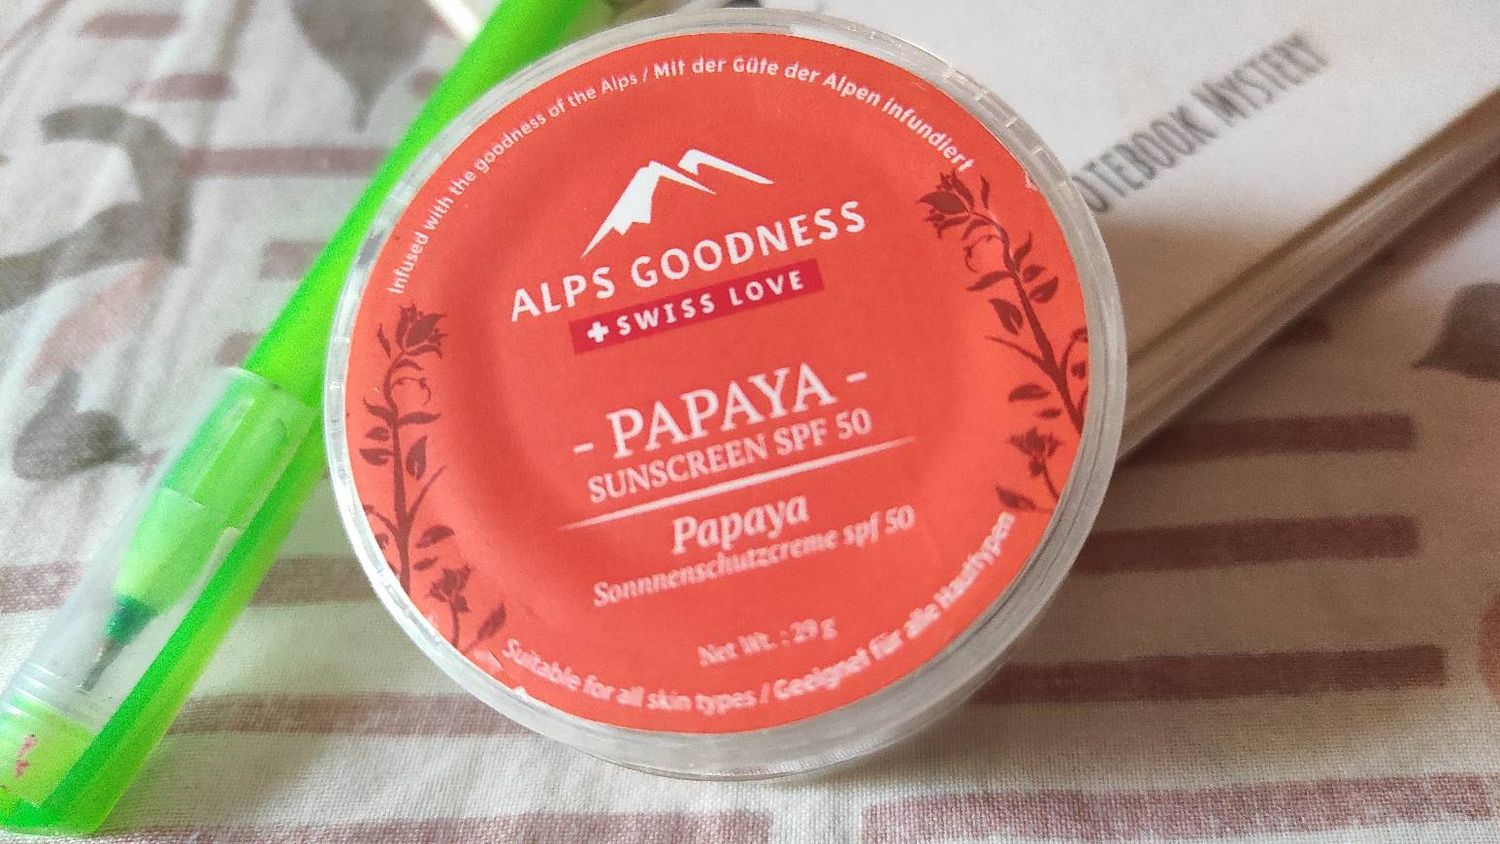 Infused with the goodness of the Alps / Mit der Güte der Alpen infundiert
ALPS GOODNESS
SWISS LOVE
- PAPAYA -
SUNSCREEN SPF 50
Papaya
Sonnnenschutzcreme spf 50
Net Wt. : 29 g
Suitable for all skin types / Geeignet für alle Hauttypen
NOTEBOOK MYSTERY